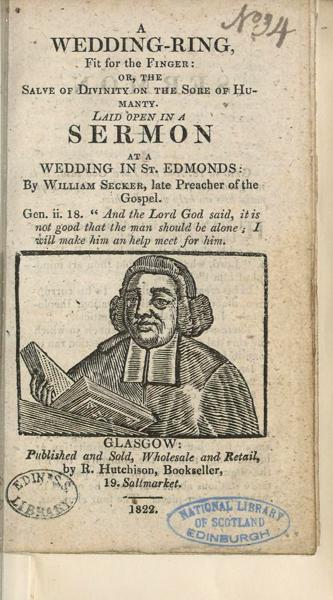 No 34
A
WEDDING-RING,
Fit for the FINGER:
OR, THE
SALVE OF DIVINITY ON THE SORE OF HU-
MANTY.
LAID OPEN IN A
SERMON
AT A
WEDDING IN ST. EDMONDS:
By WILLIAM SECKER, late Preacher of the
Gospel.
Gen. ii. 18. " And the Lord God said, it is
not good that the man should be alone; I
will make him an help meet for him.
GLASGOW:
Published and Sold, Wholesale and Retail,
by R. Hutchison, Bookseller,
19. Saltmarket.
1822.
LIBRARY
NATIONAL LIBRARY
OF SCOTLAND
EDINBURGH